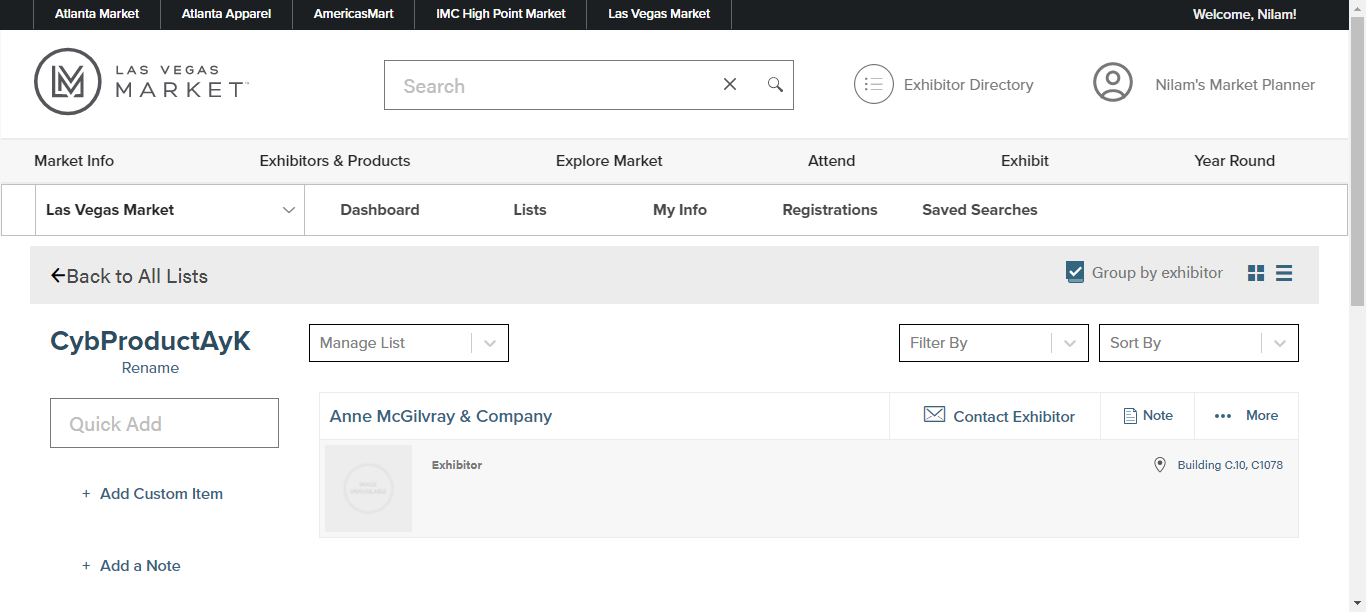 Atlanta Market Atlanta Apparel AmericasMart IMC High Point Market Las Vegas Market Welcome, Nilam!
LAS VEGAS
MARKET™
Search
Exhibitor Directory
Nilam's Market Planner
Market Info Exhibitors & Products Explore Market Attend Exhibit Year Round
Las Vegas Market Dashboard Lists My Info Registrations Saved Searches
Back to All Lists
Group by exhibitor
CybProductAyK
Rename
Manage List
Filter By
Sort By
Quick Add
Anne McGilvray & Company
Contact Exhibitor
Note
More
Exhibitor
Building C.10, C1078
+ Add Custom Item
+ Add a Note